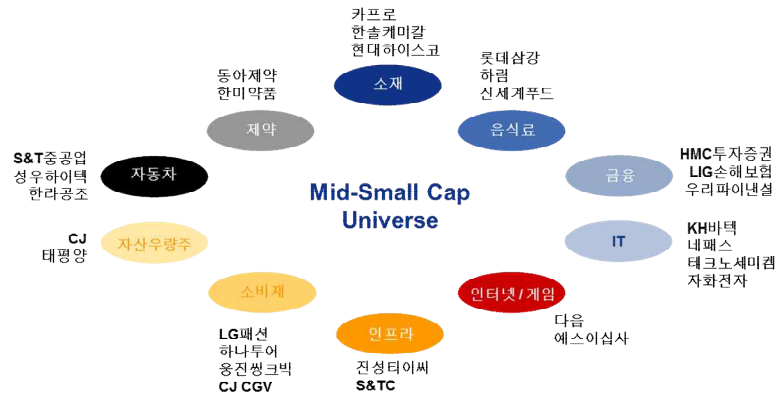 카프로
한솔케미칼
현대하이스코
소재
롯데삼강
하림
신세계푸드
음식료
HMC투자증권
LIG손해보험
우리파이낸셜
금융
KH바텍
네패스
테크노세미켐
자화전자
IT
인터넷/게임
다음
예스이십사
인프라
진성티이씨
S&TC
소비재
LG패션
하나투어
웅진씽크빅
CJ CGV
자산우량주
CJ
태평양
자동차
S&T중공업
성우하이텍
한라공조
제약
동아제약
한미약품
Mid-Small Cap
Universe